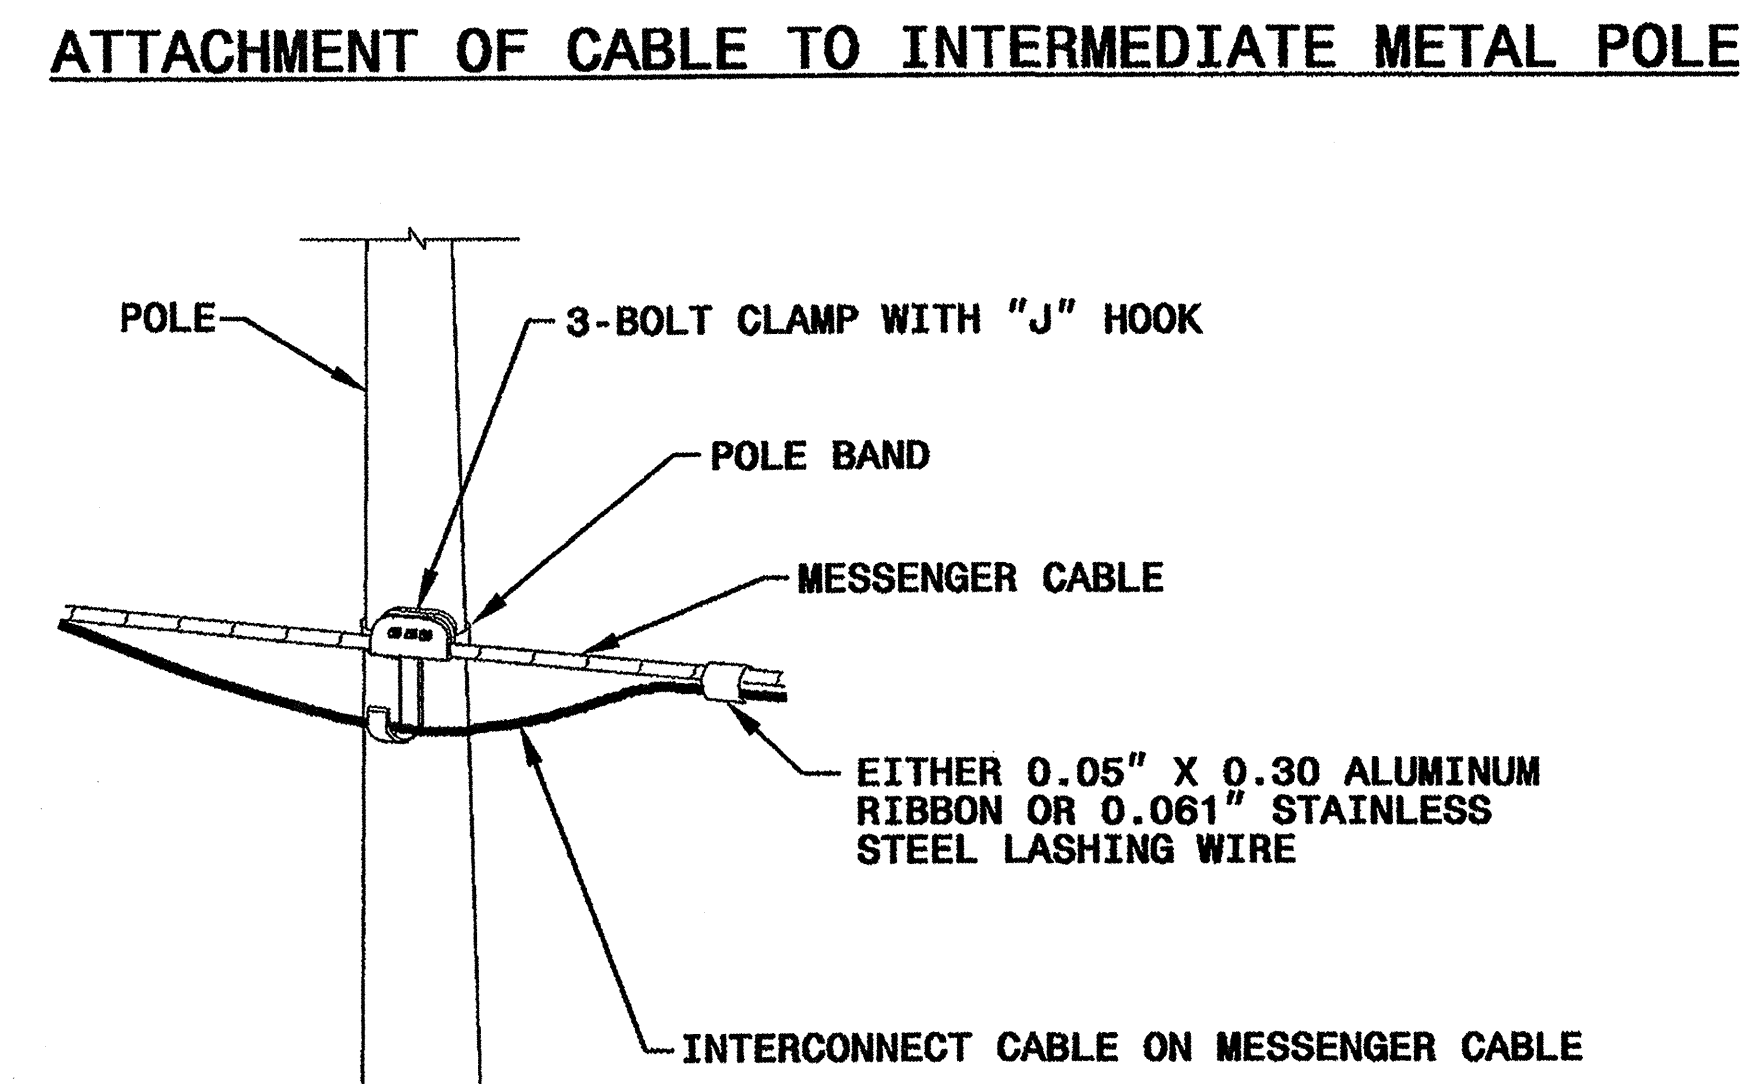 ATTACHMENT OF CABLE TO INTERMEDIATE METAL POLE
POLE
3-BOLT CLAMP WITH "J" HOOK
POLE BAND
MESSENGER CABLE
EITHER 0.05" X 0.30 ALUMINUM
RIBBON OR 0.061" STAINLESS
STEEL LASHING WIRE
INTERCONNECT CABLE ON MESSENGER CABLE